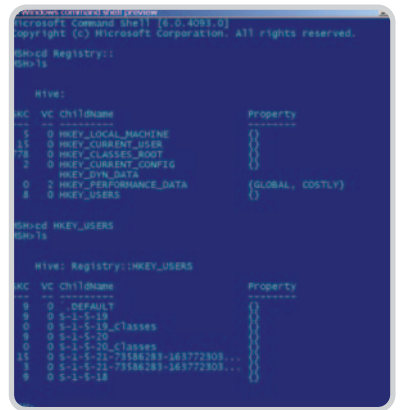 Windows command shell preview
Microsoft Command Shell [6.0.4093.0]
Copyright (c) Microsoft Corporation. All rights reserved.
MSH>cd Registry::
MSH>ls
Hive:
SKC VC ChildName Property
--- -- --------- --------
5 0 HKEY_LOCAL_MACHINE {}
15 0 HKEY_CURRENT_USER {}
778 0 HKEY_CLASSES_ROOT {}
2 0 HKEY_CURRENT_CONFIG {}
HKEY_DYN_DATA
0 2 HKEY_PERFORMANCE_DATA {GLOBAL, COSTLY}
8 0 HKEY_USERS {}
MSH>cd HKEY_USERS
MSH>ls
Hive: Registry::HKEY_USERS
SKC VC ChildName Property
--- -- --------- --------
9 0 .DEFAULT {}
9 0 S-1-5-19 {}
0 0 S-1-5-19_Classes {}
9 0 S-1-5-20 {}
0 0 S-1-5-20_Classes {}
15 0 S-1-5-21-73586283-163772303... {}
3 0 S-1-5-21-73586283-163772303... {}
9 0 S-1-5-18 {}